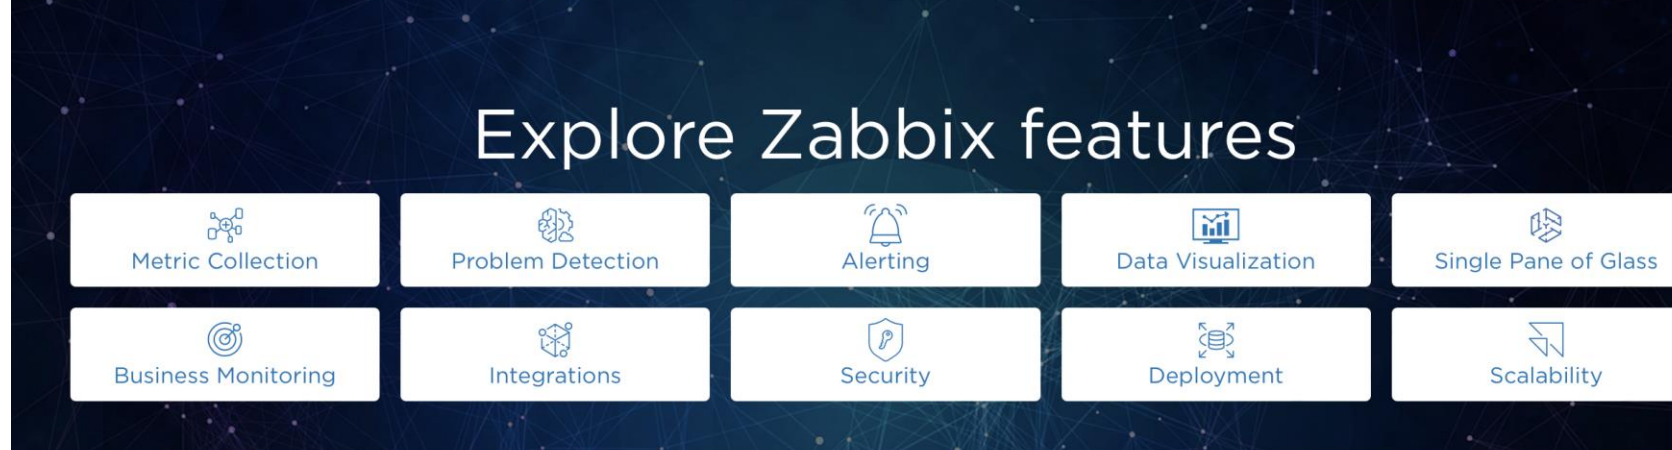 Explore Zabbix features
Metric Collection
Problem Detection
Alerting
Data Visualization
Single Pane of Glass
Business Monitoring
Integrations
Security
Deployment
Scalability